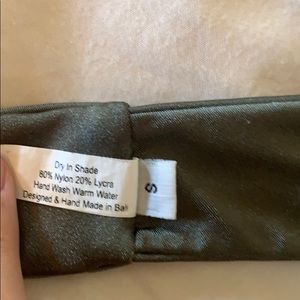 Dry In Shade
80% Nylon 20% Lycra
Hand Wash Warm Water
Designed & Hand Made in Bali
S